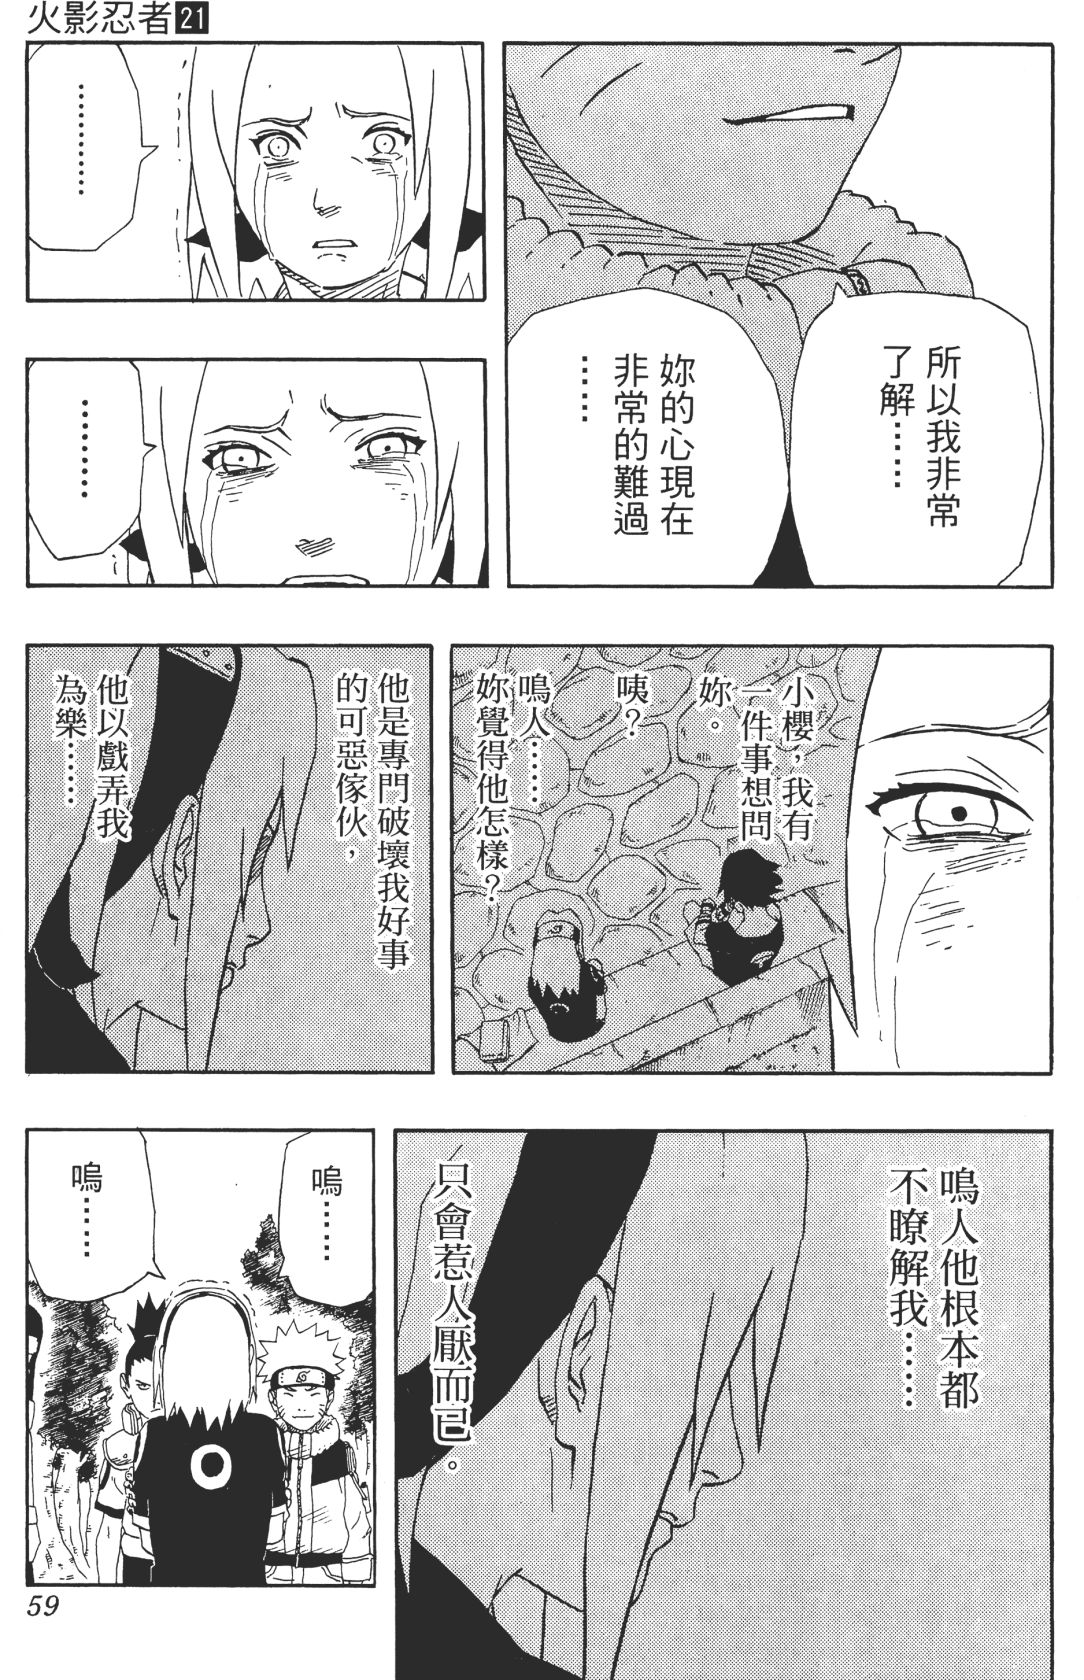 火影忍者21
所以我非常
了解……
妳的心現在
非常的難過
……
…………
………
小櫻，我有
一件事想問
妳。
咦？
鳴人……
妳覺得他怎樣？
他是專門破壞我好事
的可惡傢伙，
他以戲弄我
為樂……
鳴人他根本都
不瞭解我……
只會惹人厭而已。
嗚……
嗚……
59